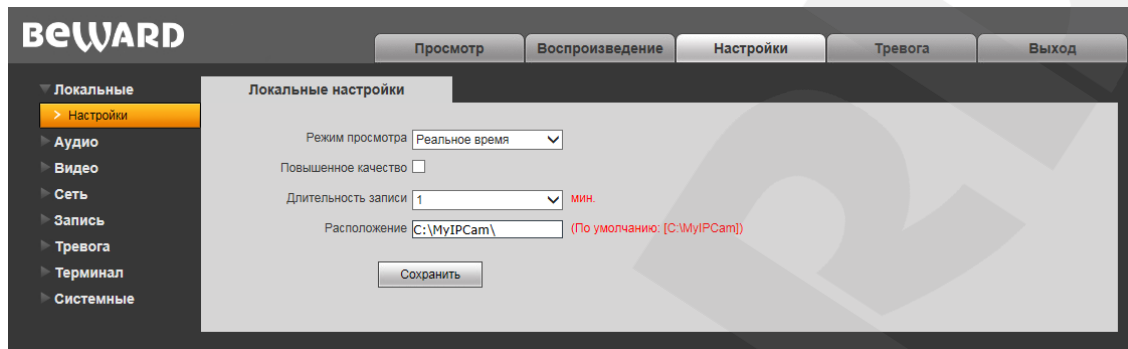 BEWARD
Просмотр Воспроизведение Настройки Тревога Выход
Локальные
> Настройки
Аудио
Видео
Сеть
Запись
Тревога
Терминал
Системные
Локальные настройки
Режим просмотра Реальное время
Повышенное качество
Длительность записи 1 мин.
Расположение C:\MyIPCam\ (По умолчанию: [C:\MyIPCam])
Сохранить